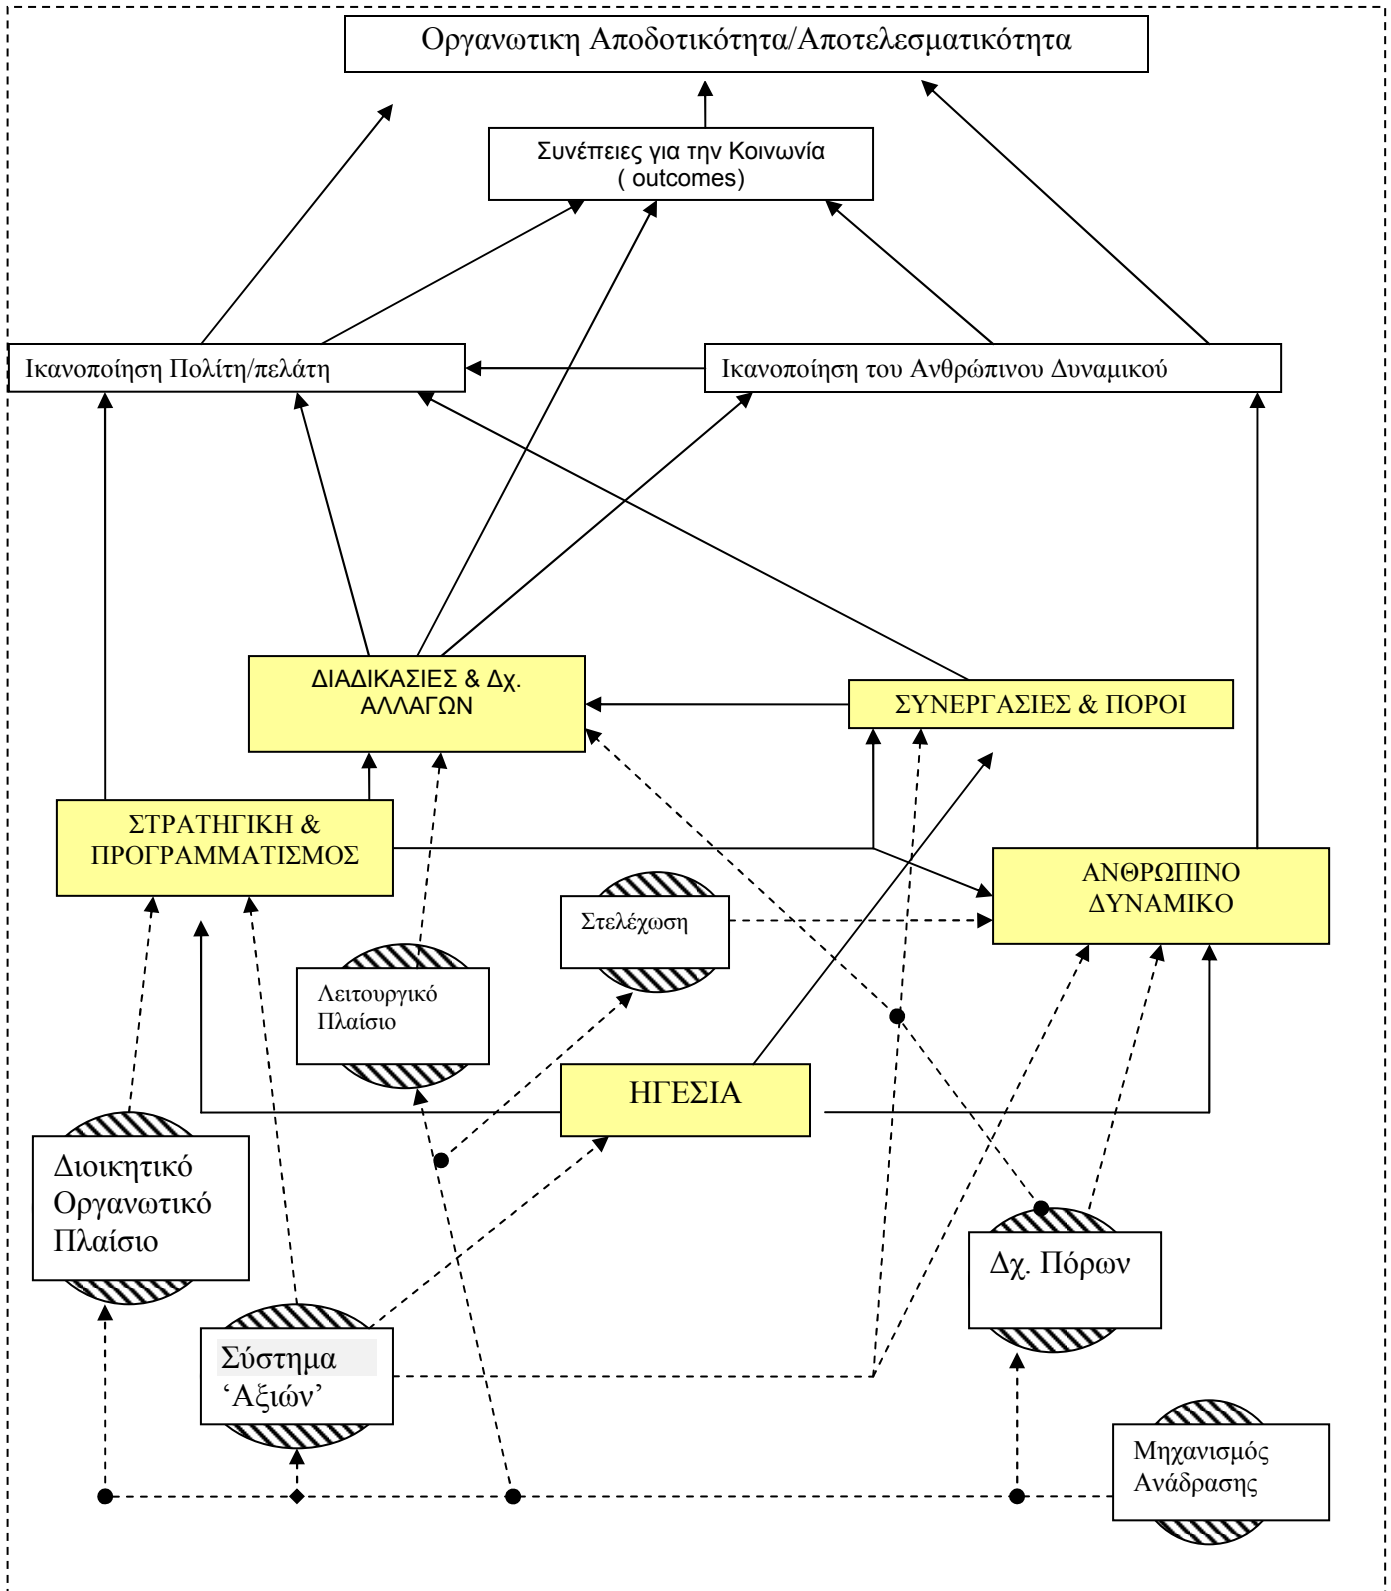 Οργανωτικη Αποδοτικότητα/Αποτελεσματικότητα
Συνέπειες για την Κοινωνία
( outcomes)
Ικανοποίηση Πολίτη/πελάτη
Ικανοποίηση του Ανθρώπινου Δυναμικού
ΔΙΑΔΙΚΑΣΙΕΣ & Δχ.
ΑΛΛΑΓΩΝ
ΣΥΝΕΡΓΑΣΙΕΣ & ΠΟΡΟΙ
ΣΤΡΑΤΗΓΙΚΗ &
ΠΡΟΓΡΑΜΜΑΤΙΣΜΟΣ
ΑΝΘΡΩΠΙΝΟ
ΔΥΝΑΜΙΚΟ
Στελέχωση
Λειτουργικό
Πλαίσιο
ΗΓΕΣΙΑ
Διοικητικό
Οργανωτικό
Πλαίσιο
Δχ. Πόρων
Σύστημα
‘Αξιών’
Μηχανισμός
Ανάδρασης